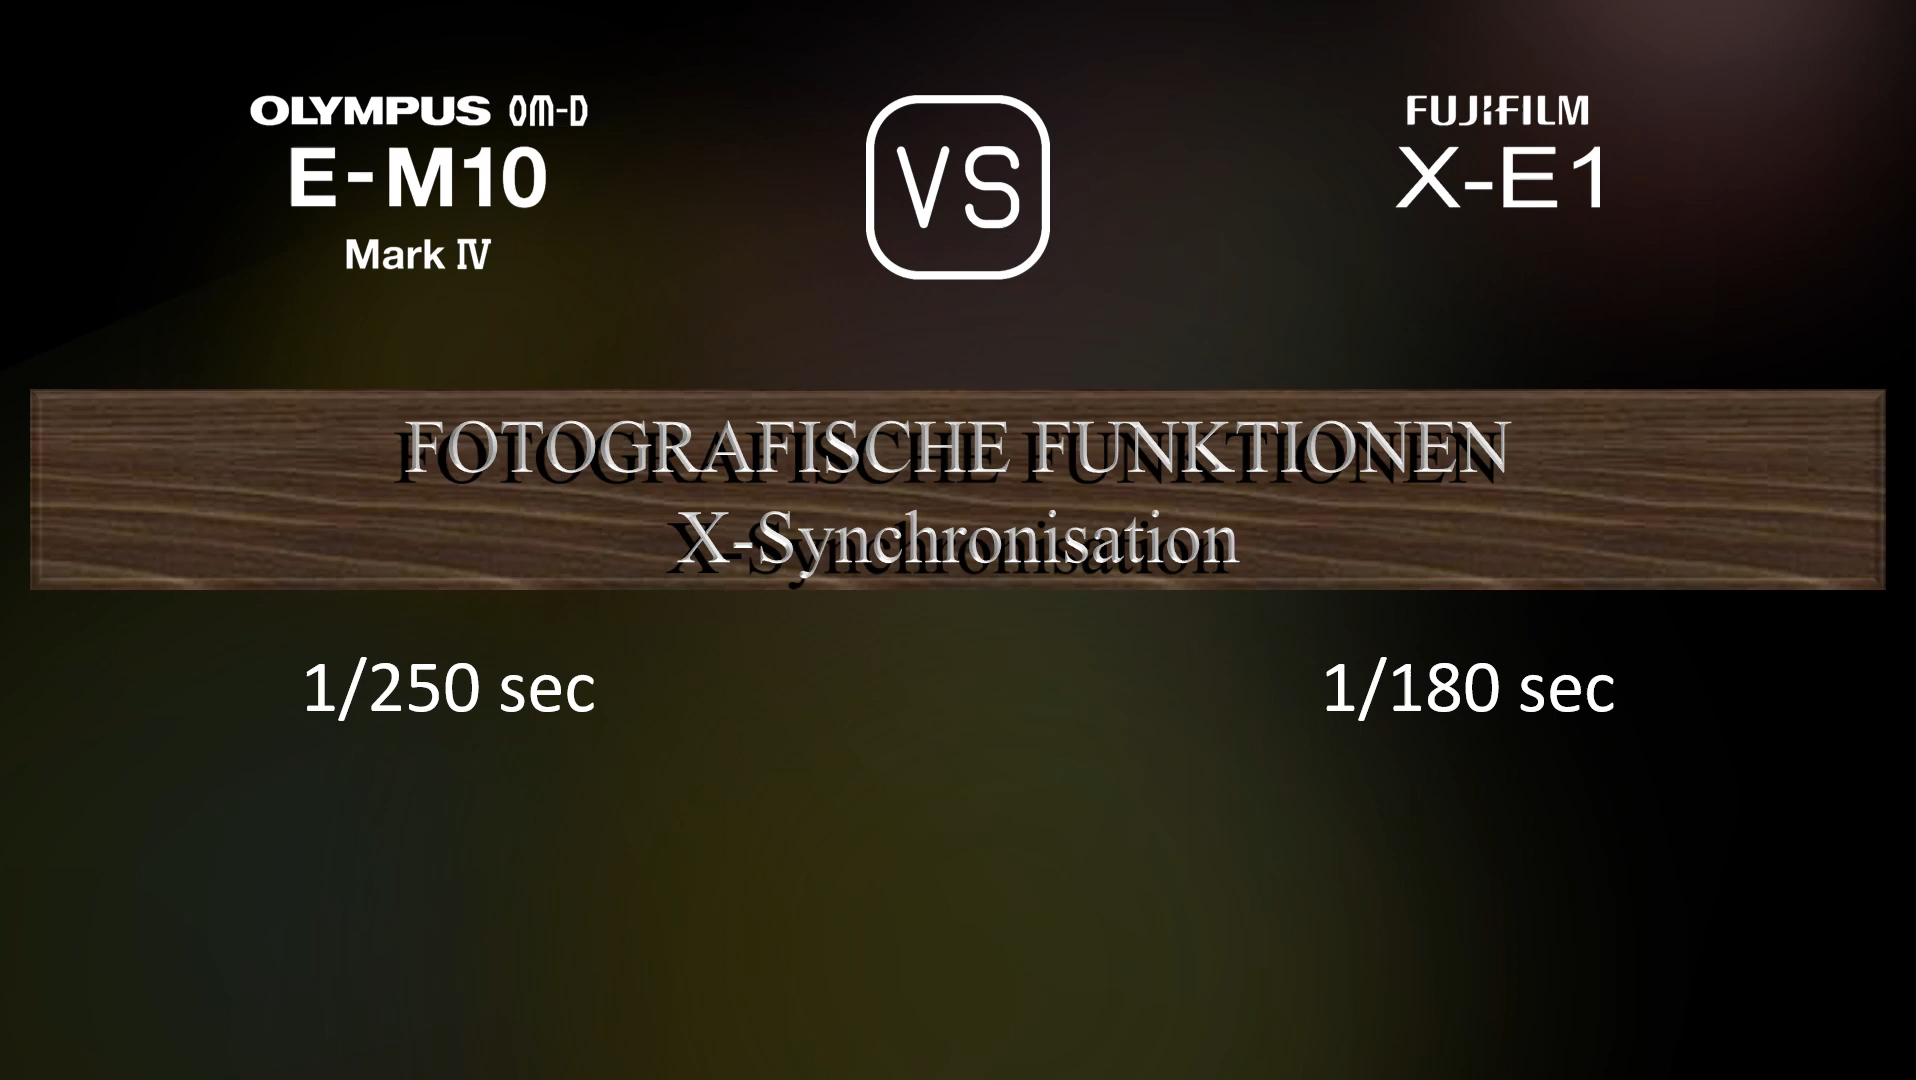 OLYMPUS OM-D
E-M10
Mark IV
VS
FUJIFILM
X-E1
FOTOGRAFISCHE FUNKTIONEN
X-Synchronisation
1/250 sec
1/180 sec